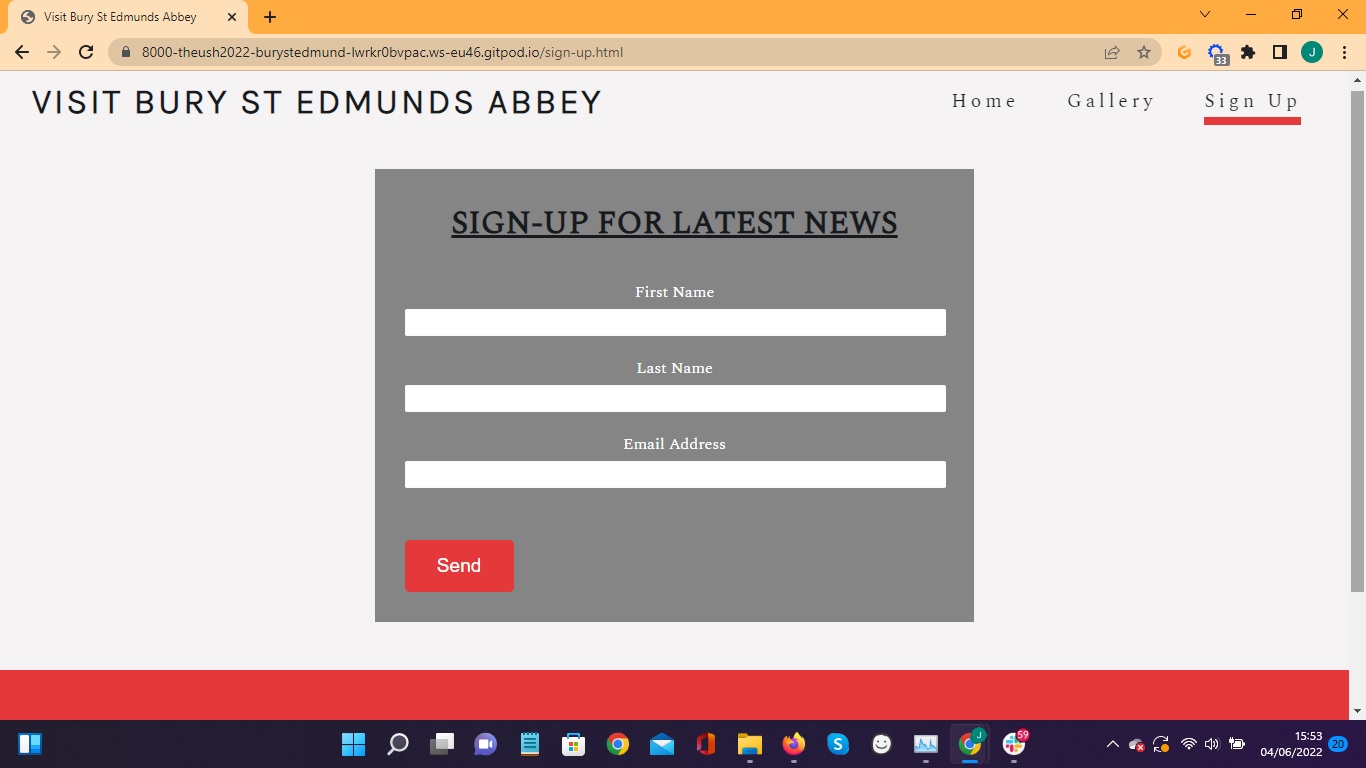 Visit Bury St Edmunds Abbey
8000-theush2022-burystedmund-lwrkr0bvpac.ws-eu46.gitpod.io/sign-up.html
J
33
VISIT BURY ST EDMUNDS ABBEY
Home
Gallery
Sign Up
SIGN-UP FOR LATEST NEWS
First Name
Last Name
Email Address
Send
J
59
15:53
04/06/2022
20